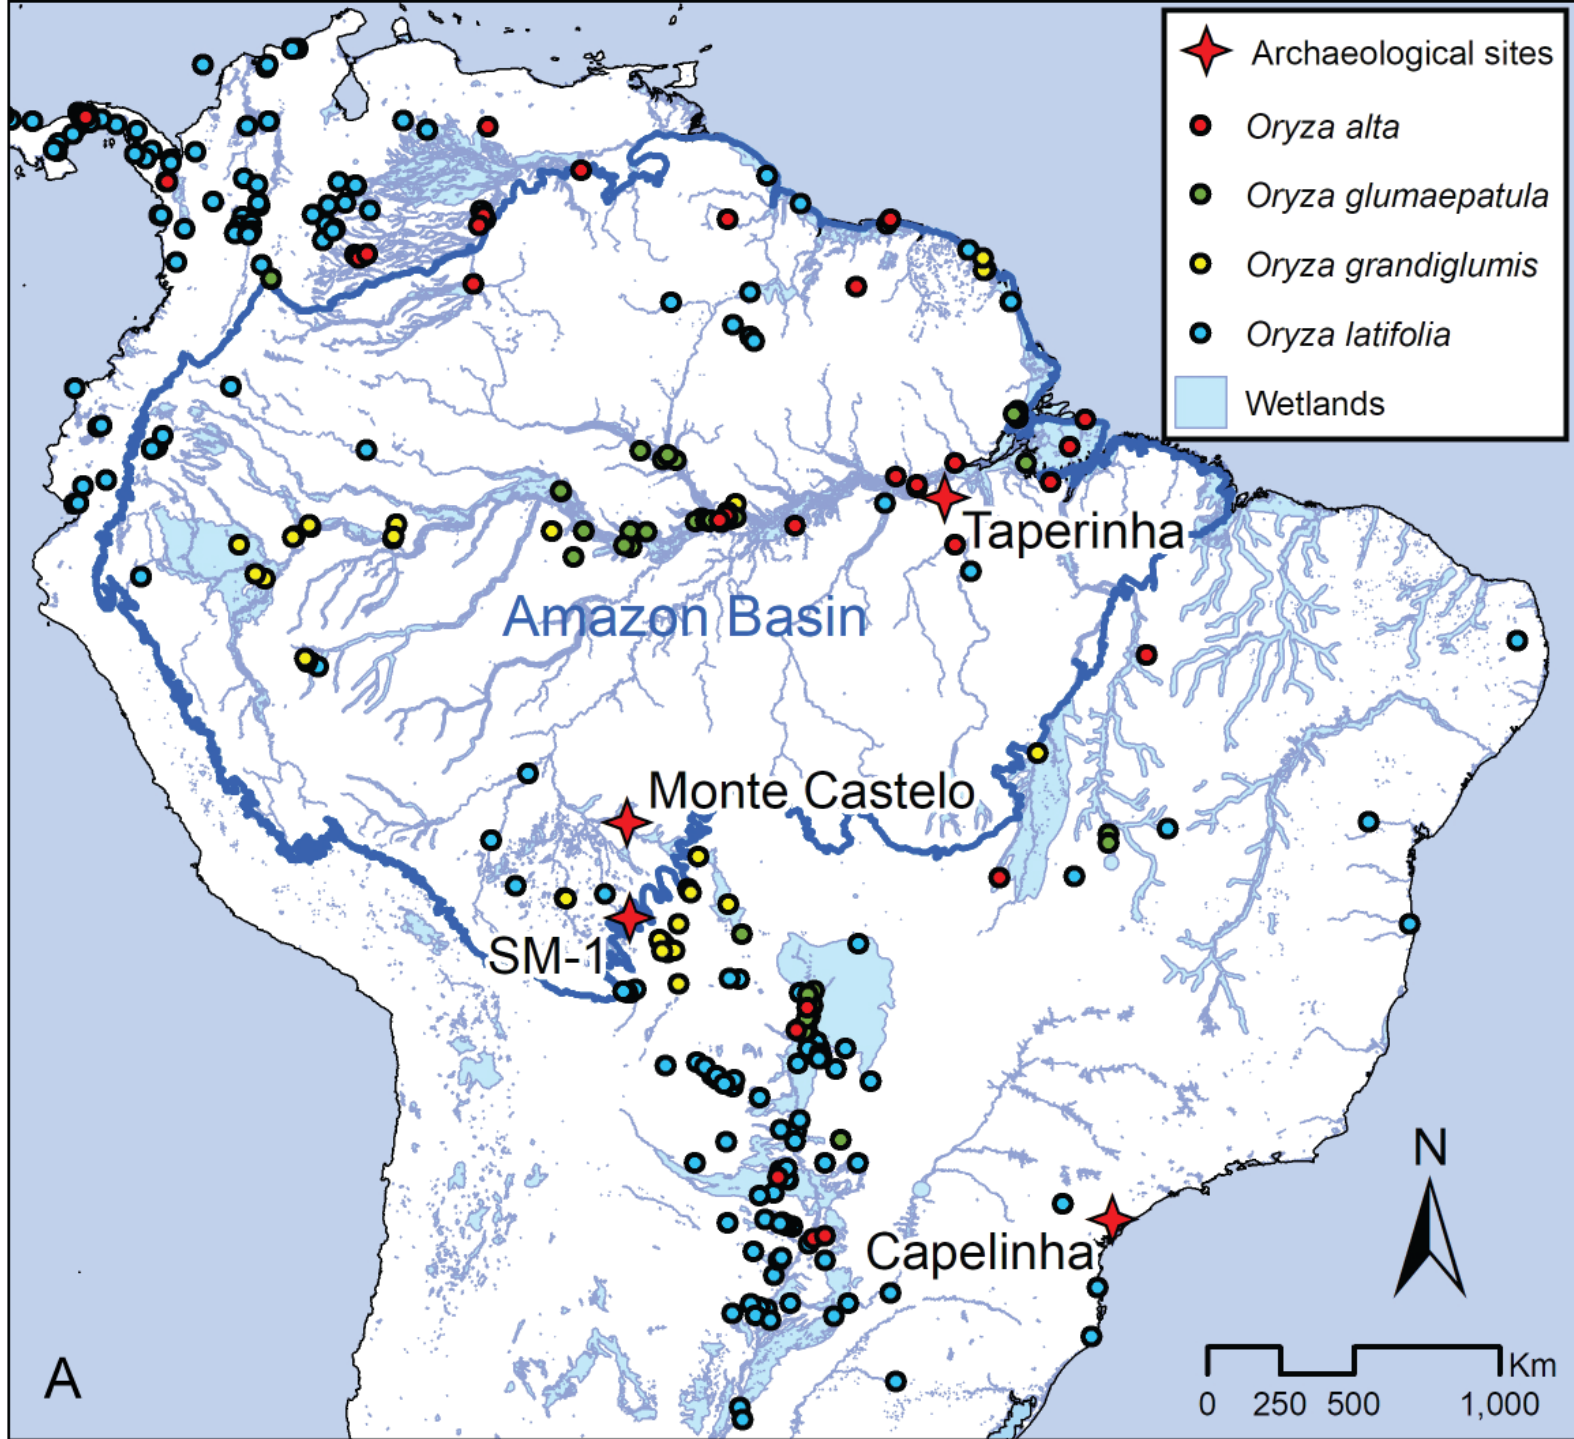 Archaeological sites
Oryza alta
Oryza glumaepatula
Oryza grandiglumis
Oryza latifolia
Wetlands
Taperinha
Amazon Basin
Monte Castelo
SM-1
Capelinha
N
A
Km
0 250 500 1,000